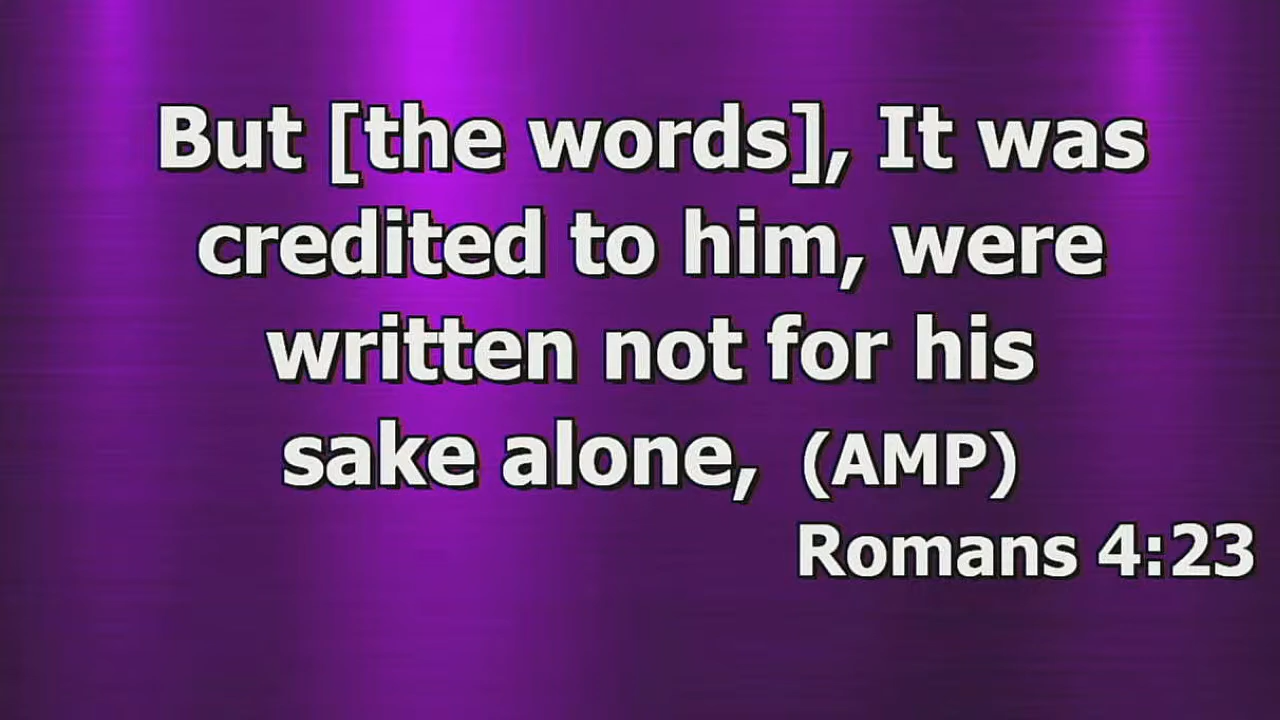 But [the words], It was
credited to him, were
written not for his
sake alone, (AMP)
Romans 4:23